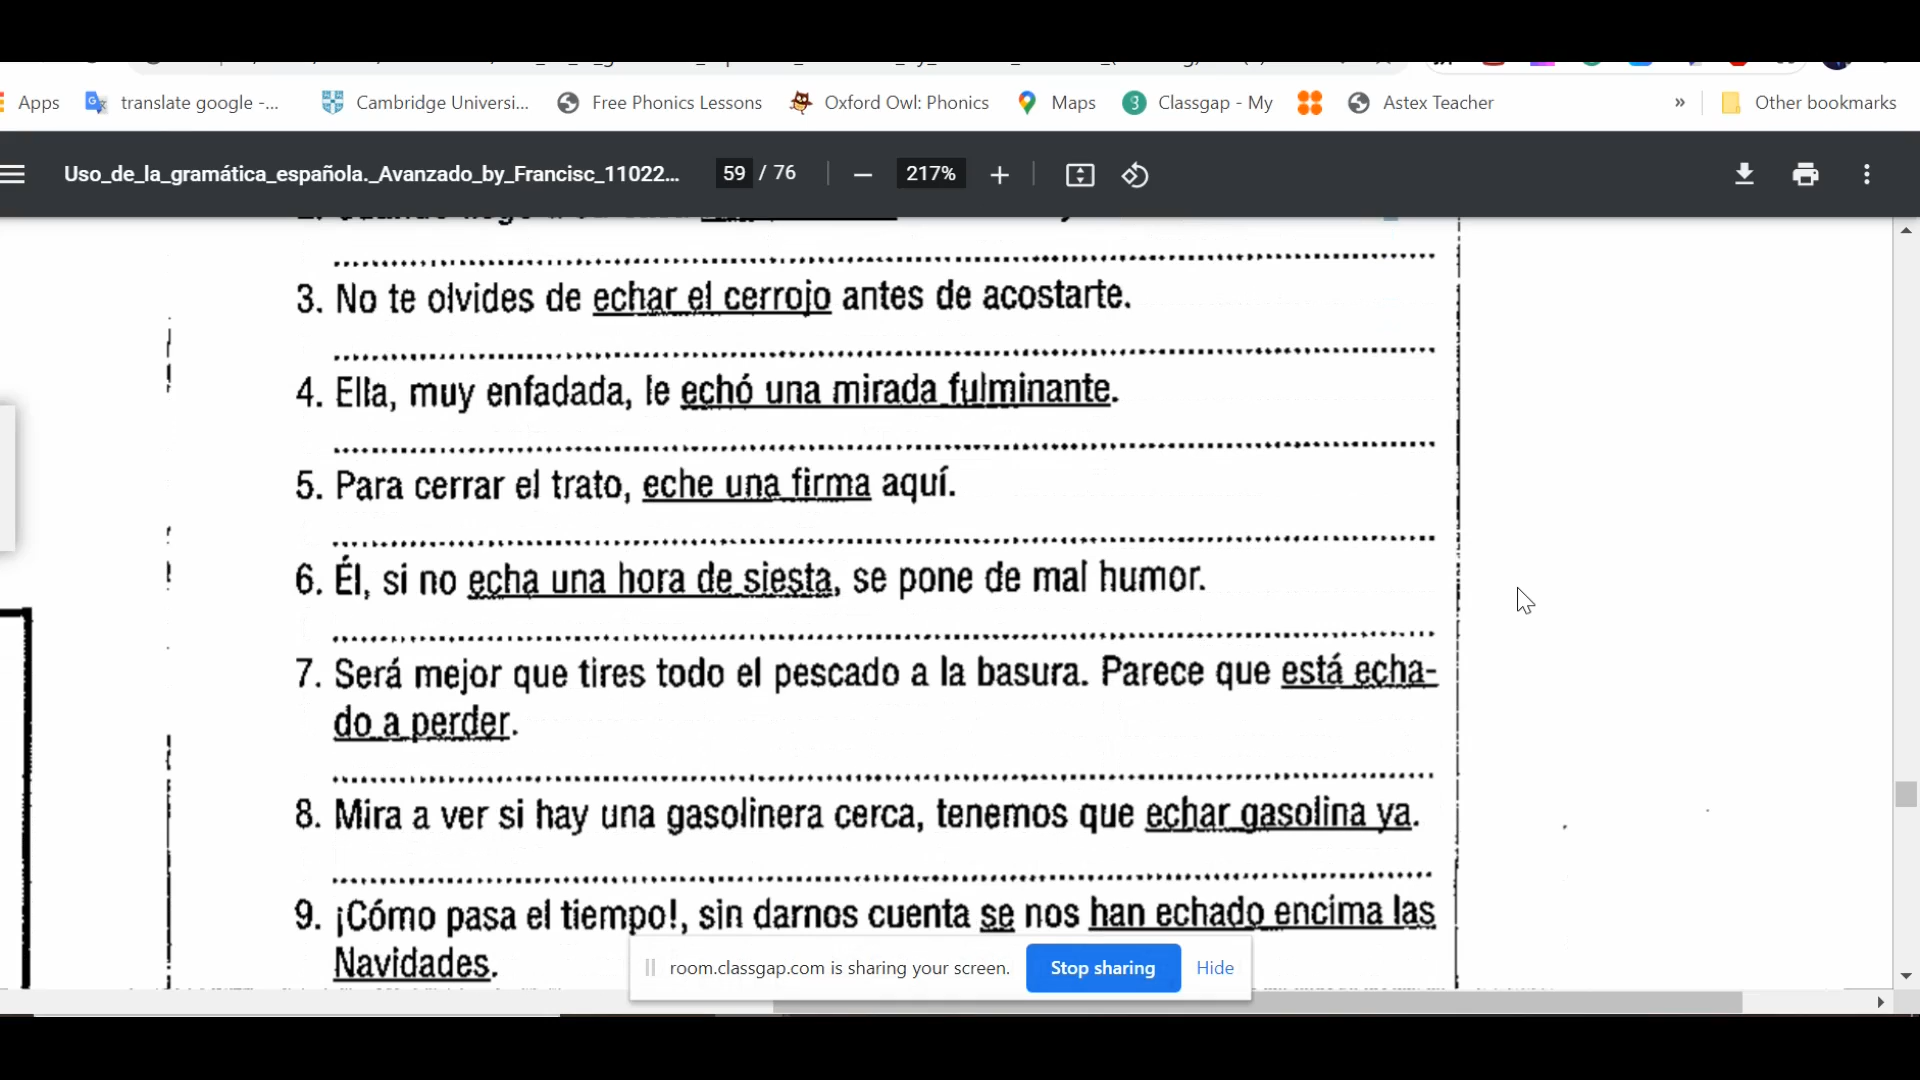 Apps translate google -... Cambridge Universi... Free Phonics Lessons Oxford Owl: Phonics Maps Classgap - My Astex Teacher » Other bookmarks
Uso_de_la_gramática_española._Avanzado_by_Francisc_11022... 59 / 76 — 217% +
3. No te olvides de echar el cerrojo antes de acostarte.
4. Ella, muy enfadada, le echó una mirada fulminante.
5. Para cerrar el trato, eche una firma aquí.
6. Él, si no echa una hora de siesta, se pone de mal humor.
7. Será mejor que tires todo el pescado a la basura. Parece que está echa-
do a perder.
8. Mira a ver si hay una gasolinera cerca, tenemos que echar gasolina ya.
9. ¡Cómo pasa el tiempo!, sin darnos cuenta se nos han echado encima las
Navidades.
room.classgap.com is sharing your screen. Stop sharing Hide